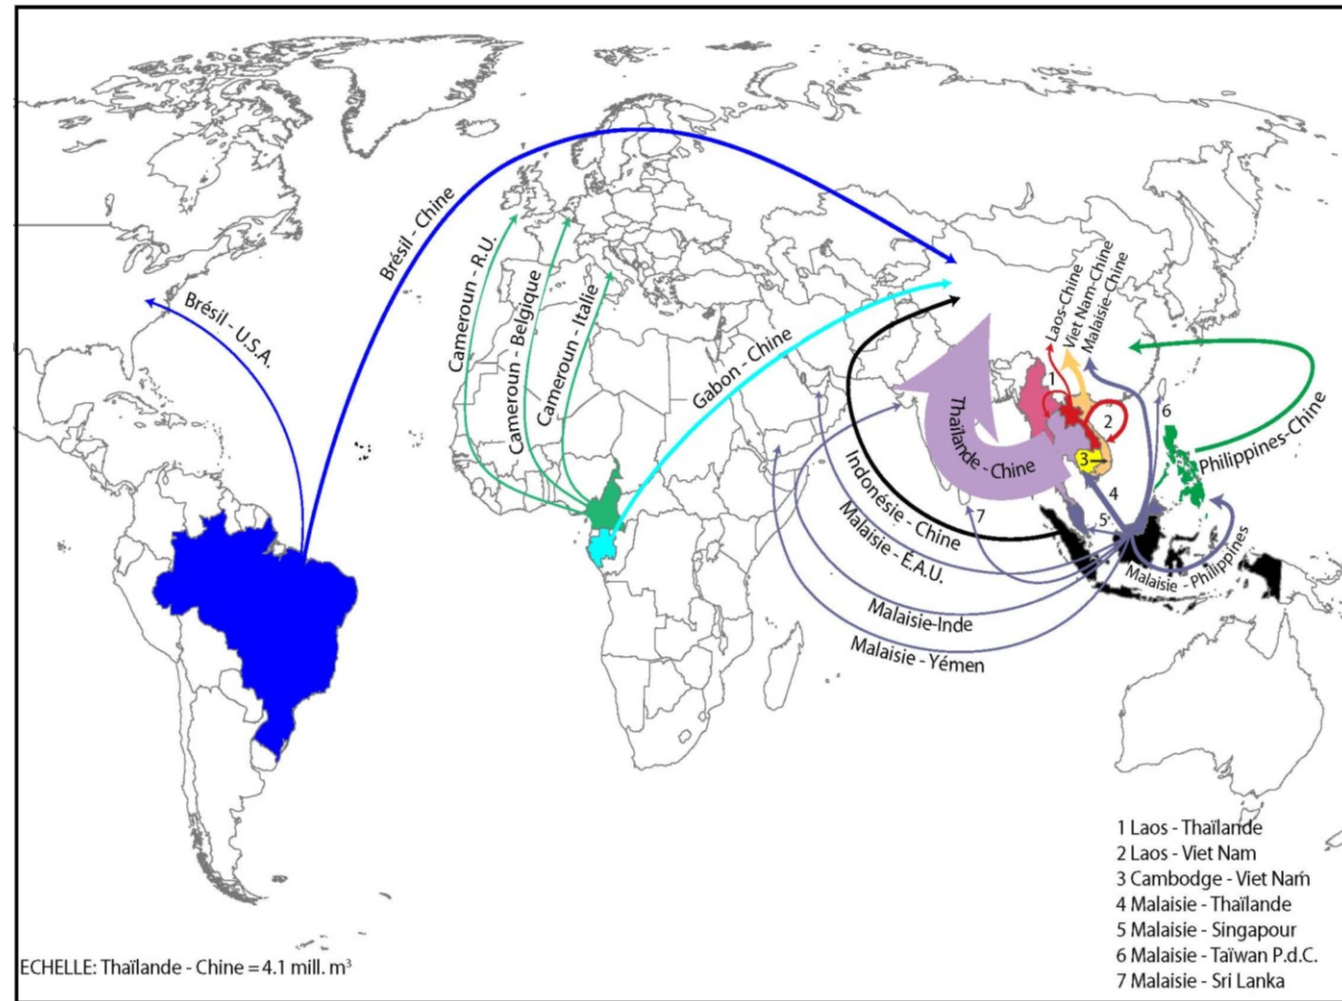 Brésil - Chine
Brésil - U.S.A.
Cameroun - R.U.
Cameroun - Belgique
Cameroun - Italie
Gabon - Chine
Laos-Chine
Viet Nam-Chine
Malaisie-Chine
Thaïlande - Chine
Philippines-Chine
Indonésie - Chine
Malaisie - É.A.U.
Malaisie-Inde
Malaisie - Yémen
Malaisie - Philippines
1
2
3
4
5
6
7
1 Laos - Thaïlande
2 Laos - Viet Nam
3 Cambodge - Viet Naḿ
4 Malaisie - Thaïlande
5 Malaisie - Singapour
6 Malaisie - Taïwan P.d.C.
7 Malaisie - Sri Lanka
ECHELLE: Thaïlande - Chine = 4.1 mill. m³